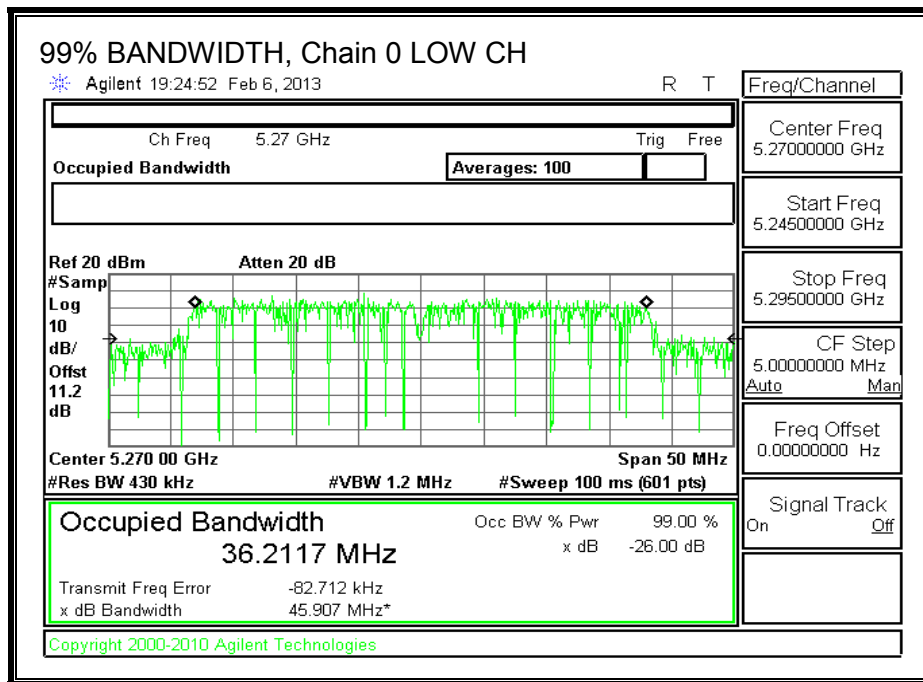 99% BANDWIDTH, Chain 0 LOW CH
Agilent 19:24:52 Feb 6, 2013 R T
Freq/Channel
Ch Freq 5.27 GHz Trig Free
Occupied Bandwidth Averages: 100
Center Freq
5.27000000 GHz
Start Freq
5.24500000 GHz
Stop Freq
5.29500000 GHz
CF Step
5.00000000 MHz
Auto Man
Freq Offset
0.00000000 Hz
Signal Track
On Off
Ref 20 dBm Atten 20 dB
#Samp
Log
10
dB/
Offst
11.2
dB
Center 5.270 00 GHz Span 50 MHz
#Res BW 430 kHz #VBW 1.2 MHz #Sweep 100 ms (601 pts)
Occupied Bandwidth Occ BW % Pwr 99.00 %
36.2117 MHz x dB -26.00 dB
Transmit Freq Error -82.712 kHz
x dB Bandwidth 45.907 MHz*
Copyright 2000-2010 Agilent Technologies